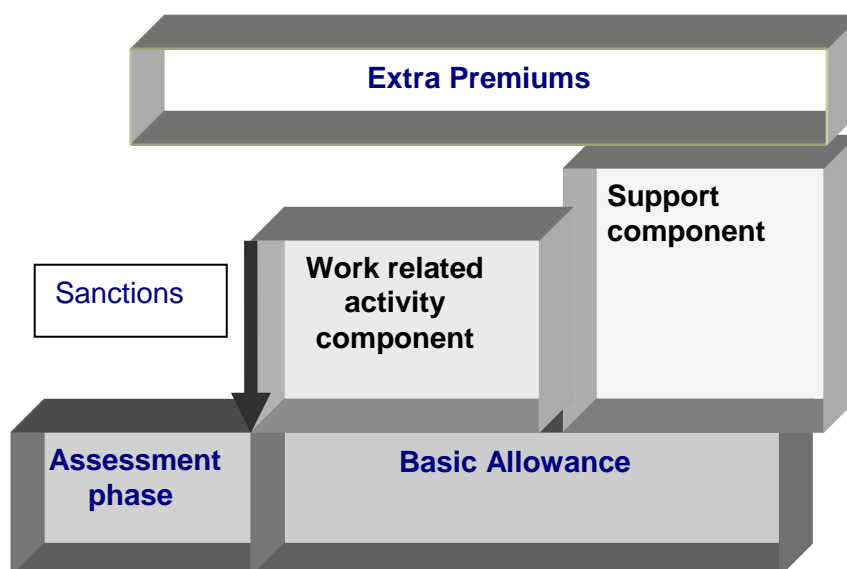 Extra Premiums
Support
component
Work related
activity
component
Sanctions
Assessment
phase
Basic Allowance